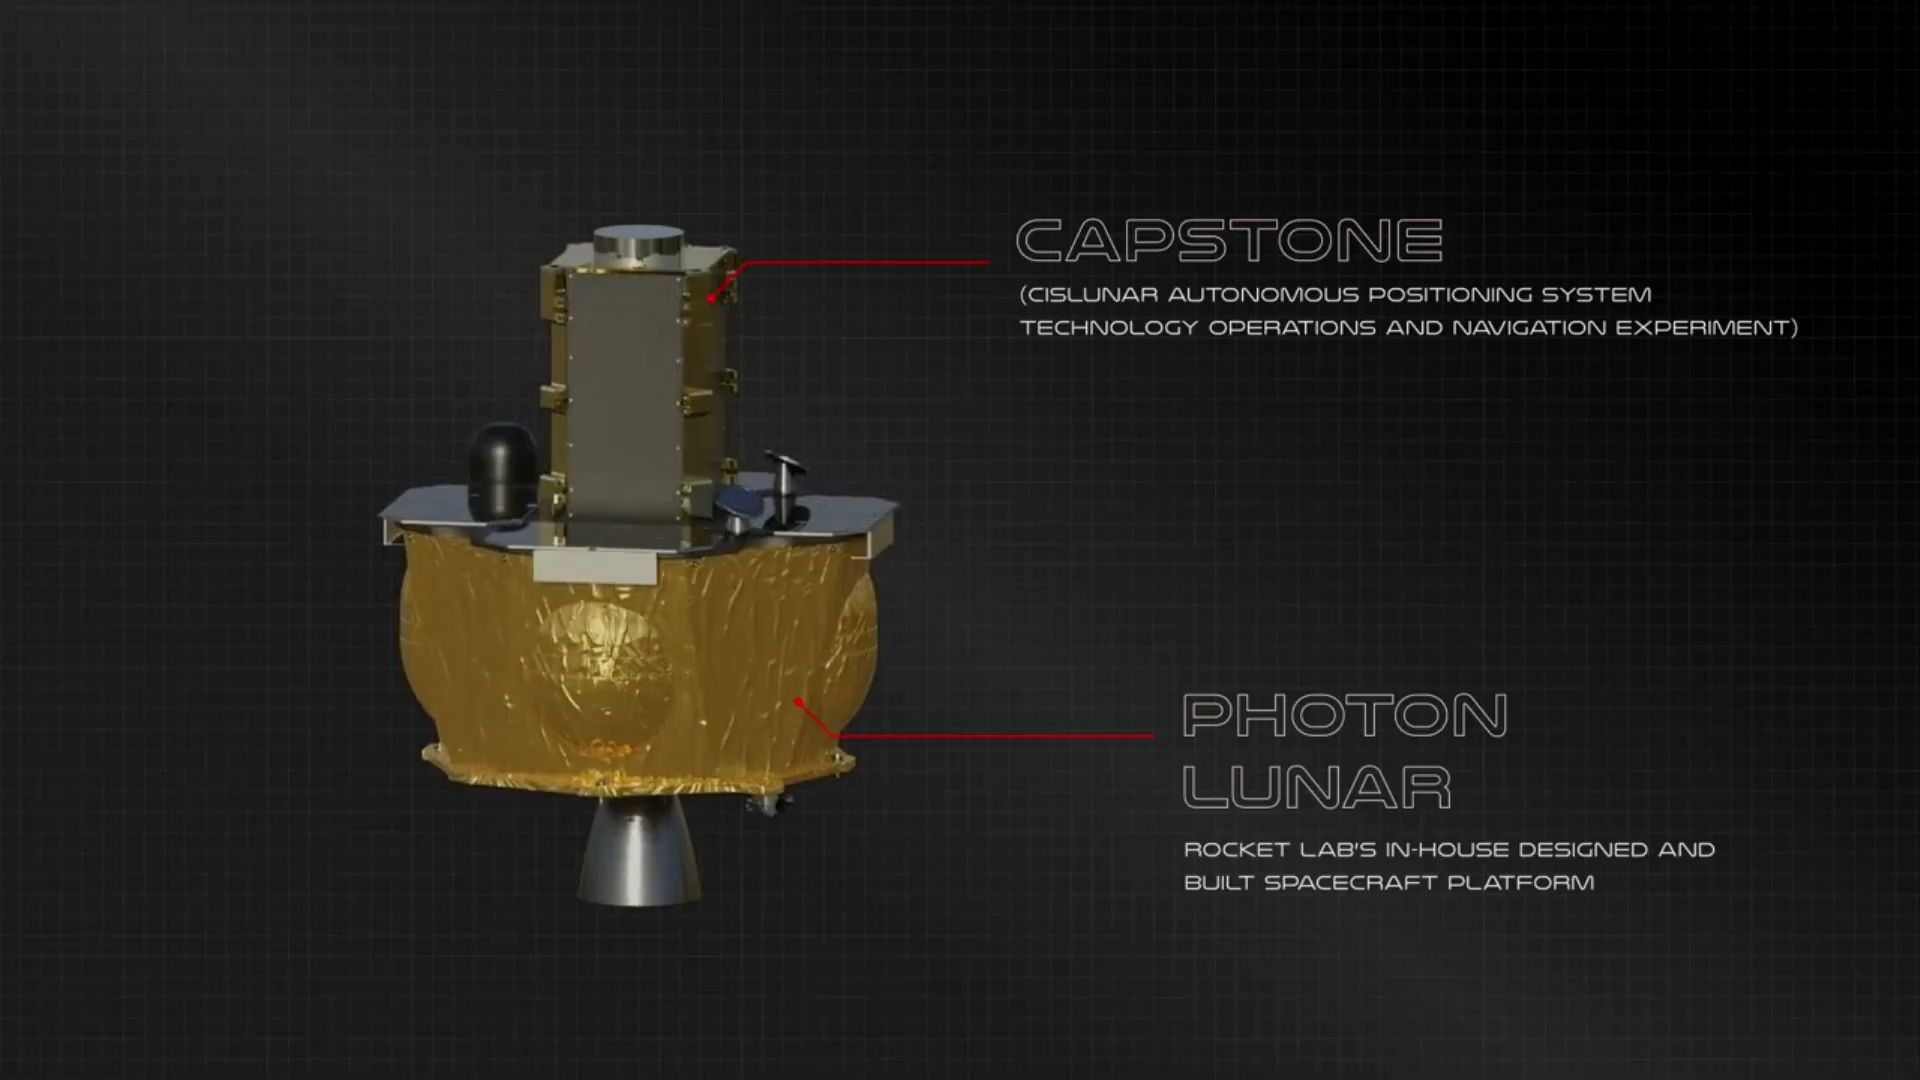 CAPSTONE
(CISLUNAR AUTONOMOUS POSITIONING SYSTEM
TECHNOLOGY OPERATIONS AND NAVIGATION EXPERIMENT)
PHOTON
LUNAR
ROCKET LAB'S IN-HOUSE DESIGNED AND
BUILT SPACECRAFT PLATFORM